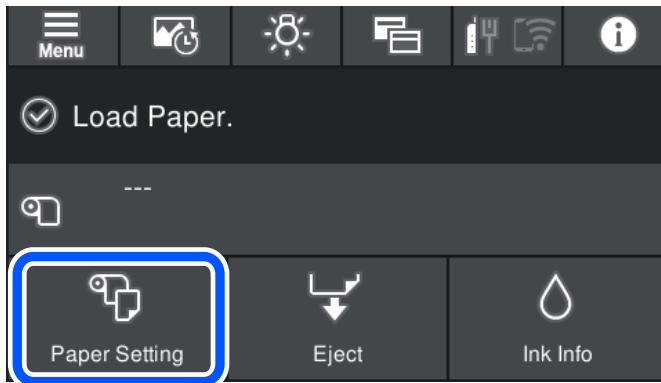 Menu
i
Load Paper.
---
Paper Setting
Eject
Ink Info